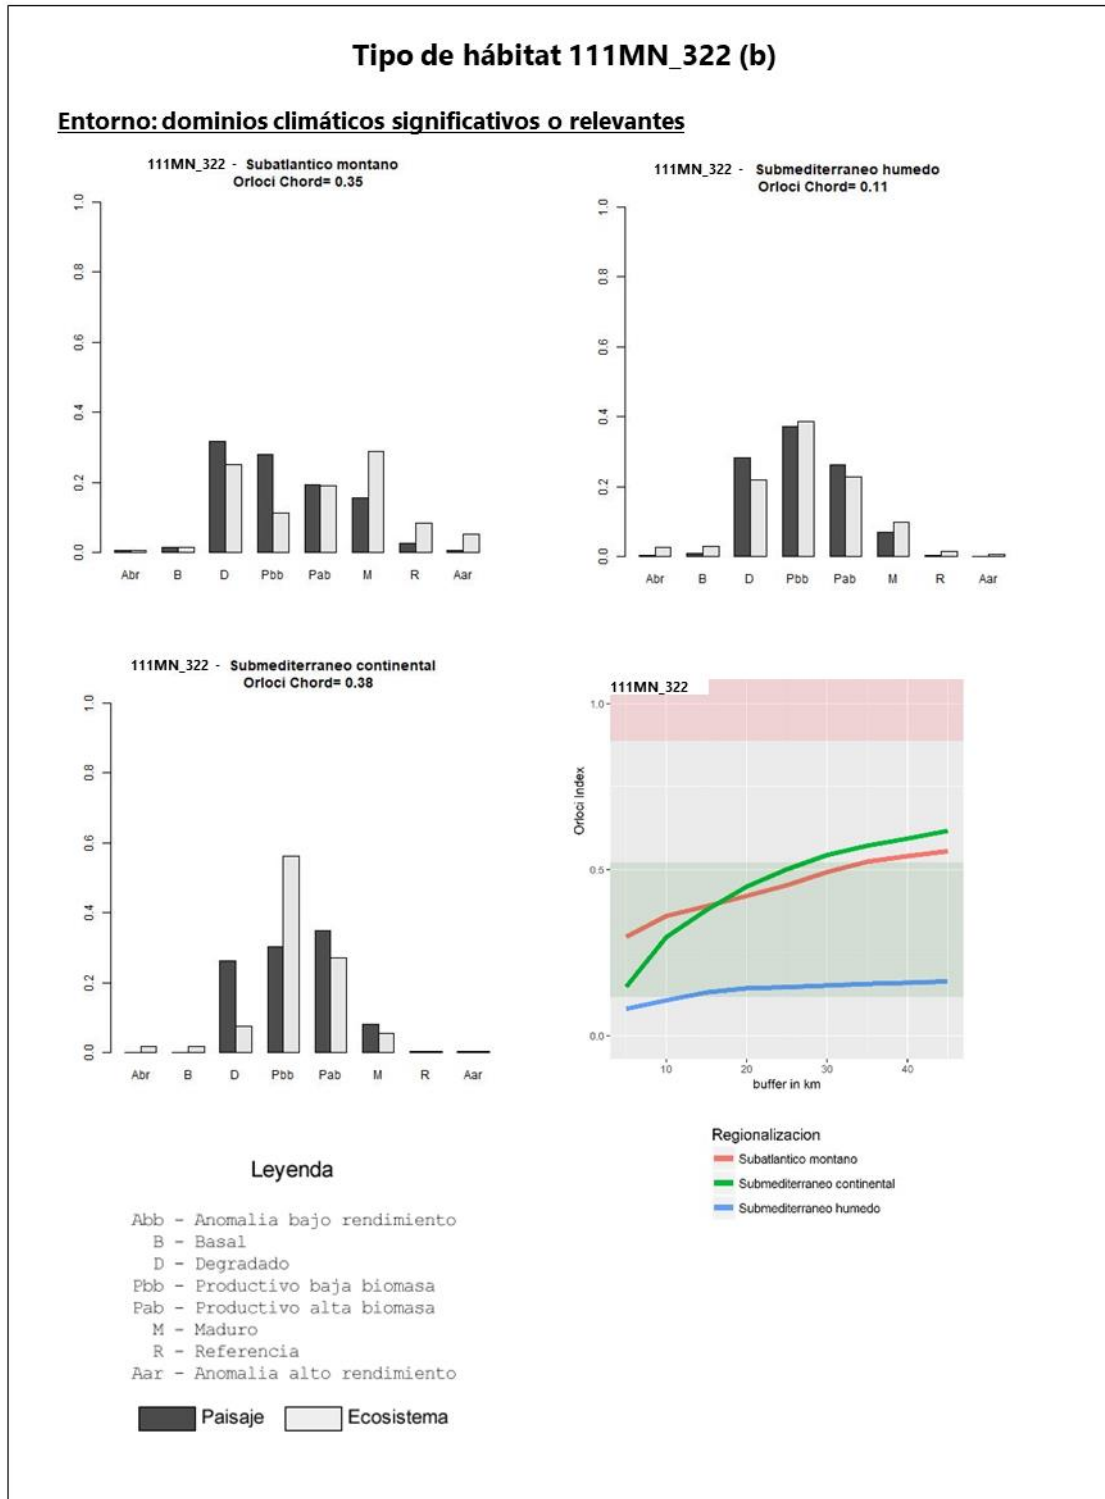 Tipo de hábitat 111MN_322 (b)
Entorno: dominios climáticos significativos o relevantes
111MN_322 - Subatlantico montano
Orloci Chord= 0.35
1.0
0.8
0.6
0.4
0.2
0.0
Abr B D Pbb Pab M R Aar
111MN_322 - Submediterraneo humedo
Orloci Chord= 0.11
1.0
0.8
0.6
0.4
0.2
0.0
Abr B D Pbb Pab M R Aar
111MN_322 - Submediterraneo continental
Orloci Chord= 0.38
1.0
0.8
0.6
0.4
0.2
0.0
Abr B D Pbb Pab M R Aar
111MN_322
Orloci Index
1.0
0.5
0.0
10 20 30 40
buffer in km
Regionalizacion
Subatlantico montano
Submediterraneo continental
Submediterraneo humedo
Leyenda
Abb - Anomalia bajo rendimiento
B - Basal
D - Degradado
Pbb - Productivo baja biomasa
Pab - Productivo alta biomasa
M - Maduro
R - Referencia
Aar - Anomalia alto rendimiento
Paisaje Ecosistema